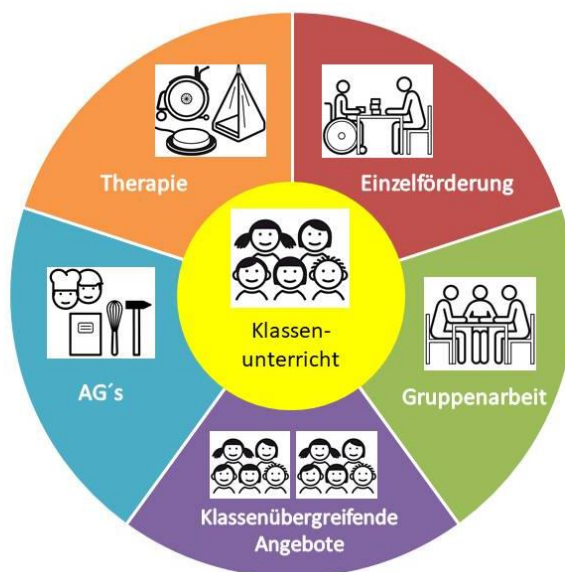 Therapie
Einzelförderung
Klassen-
unterricht
AG´s
Gruppenarbeit
Klassenübergreifende
Angebote